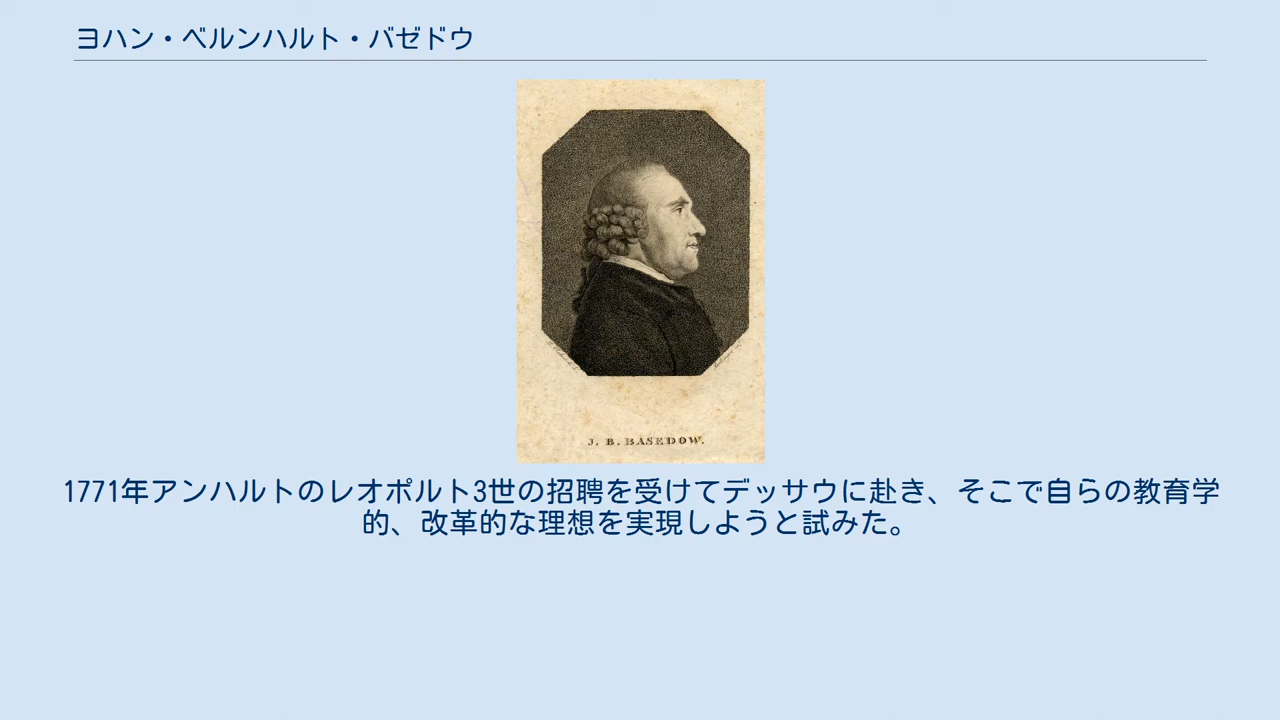 ヨハン・ベルンハルト・バゼドウ
J. B. BASEDOW.
1771年アンハルトのレオポルト3世の招聘を受けてデッサウに赴き、そこで自らの教育学
的、改革的な理想を実現しようと試みた。